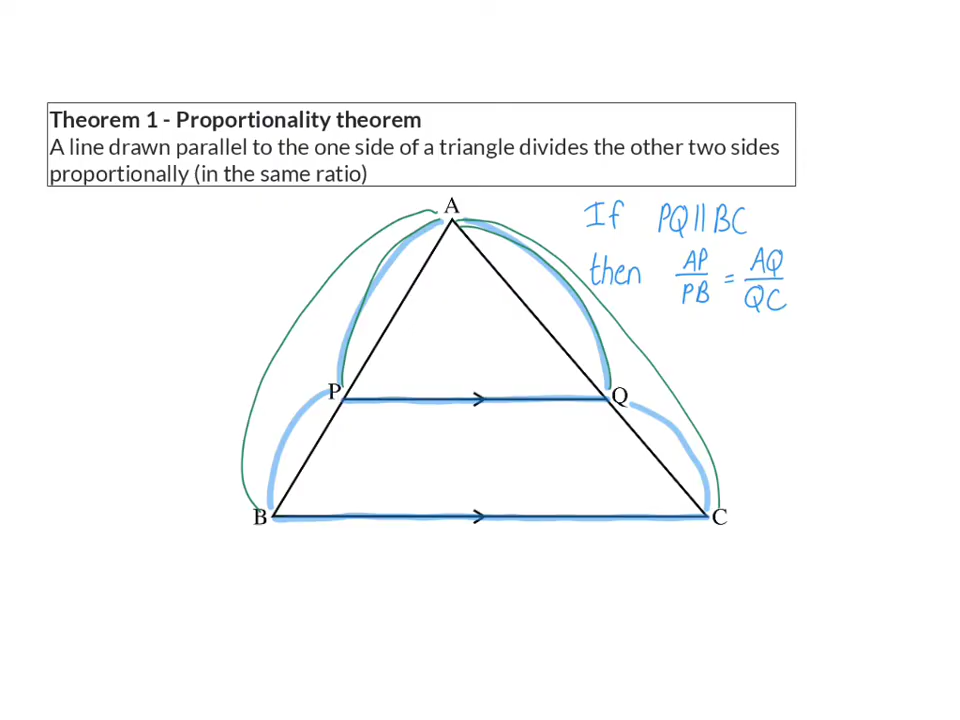 Theorem 1 - Proportionality theorem
A line drawn parallel to the one side of a triangle divides the other two sides
proportionally (in the same ratio)
A
If PQ || BC
then AP/PB = AQ/QC
P
Q
B
C